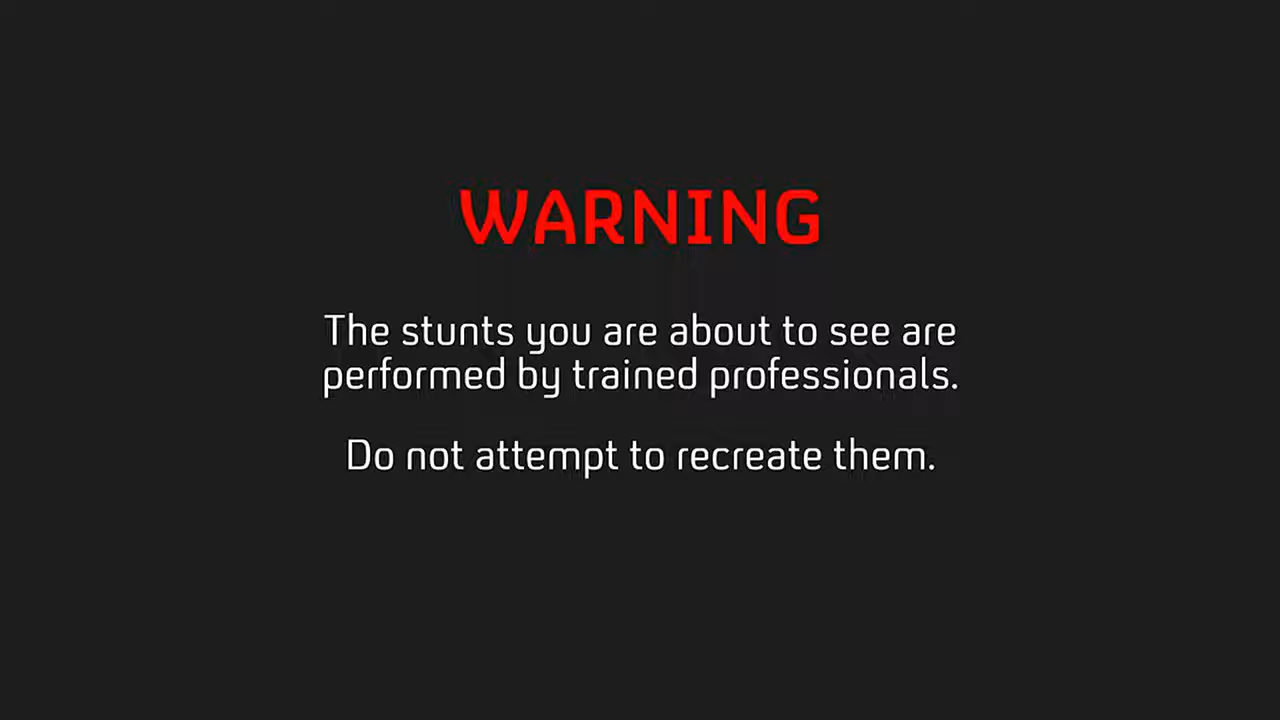 WARNING
The stunts you are about to see are
performed by trained professionals.
Do not attempt to recreate them.